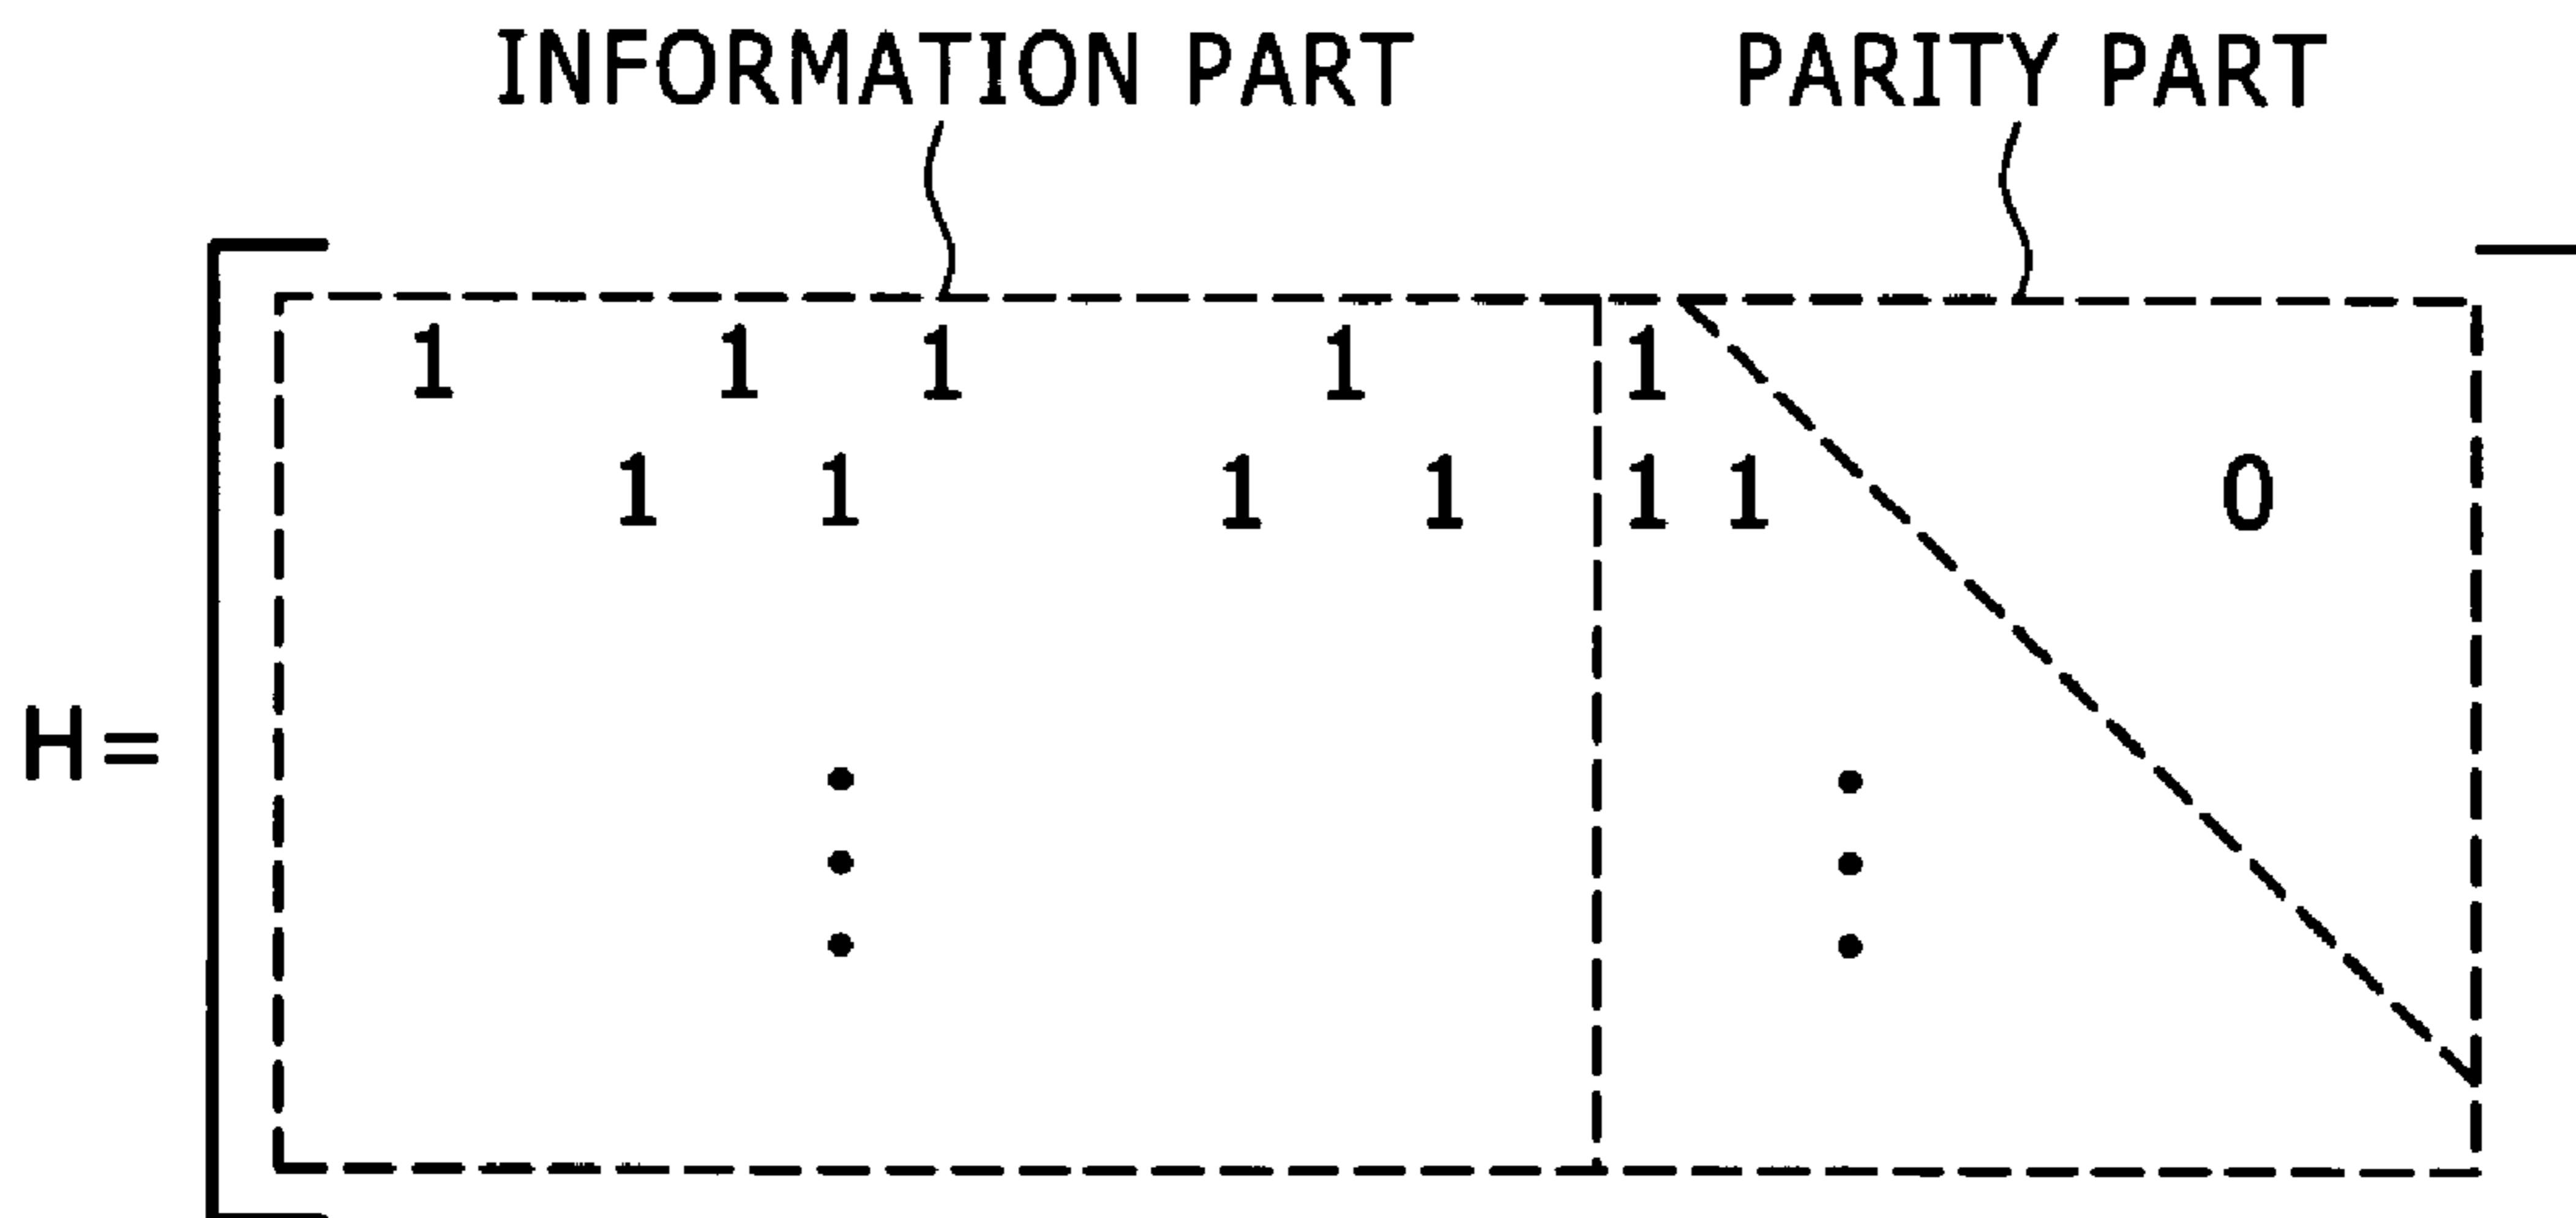 INFORMATION PART PARITY PART
1 1 1 1 1
1 1 1 1 1 1 0
H=